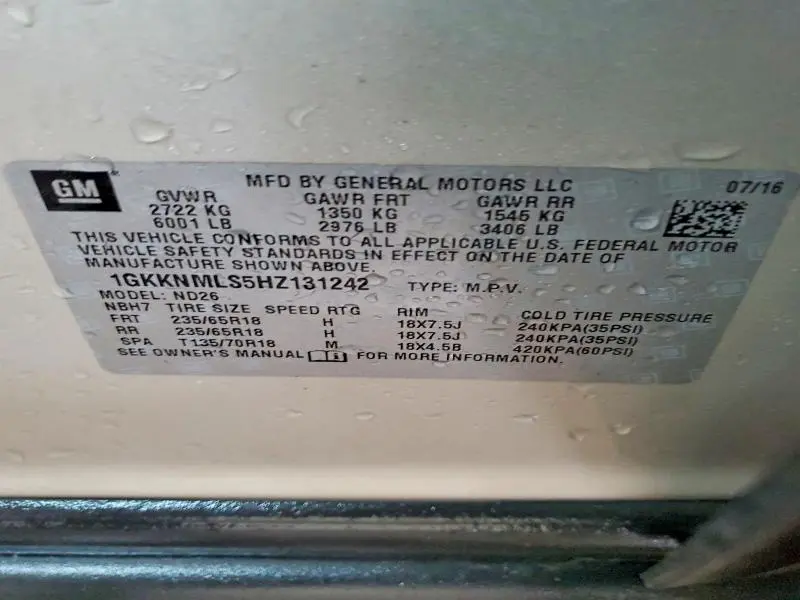 GM MFD BY GENERAL MOTORS LLC 07/16
GVWR GAWR FRT GAWR RR
2722 KG 1350 KG 1545 KG
6001 LB 2976 LB 3406 LB
THIS VEHICLE CONFORMS TO ALL APPLICABLE U.S. FEDERAL MOTOR
VEHICLE SAFETY STANDARDS IN EFFECT ON THE DATE OF
MANUFACTURE SHOWN ABOVE.
1GKKNMLS5HZ131242 TYPE: M.P.V.
MODEL: ND26
NBH7 TIRE SIZE SPEED RTG RIM COLD TIRE PRESSURE
FRT 235/65R18 H 18X7.5J 240KPA(35PSI)
RR 235/65R18 H 18X7.5J 240KPA(35PSI)
SPA T135/70R18 M 18X4.5B 420KPA(60PSI)
SEE OWNER'S MANUAL FOR MORE INFORMATION.